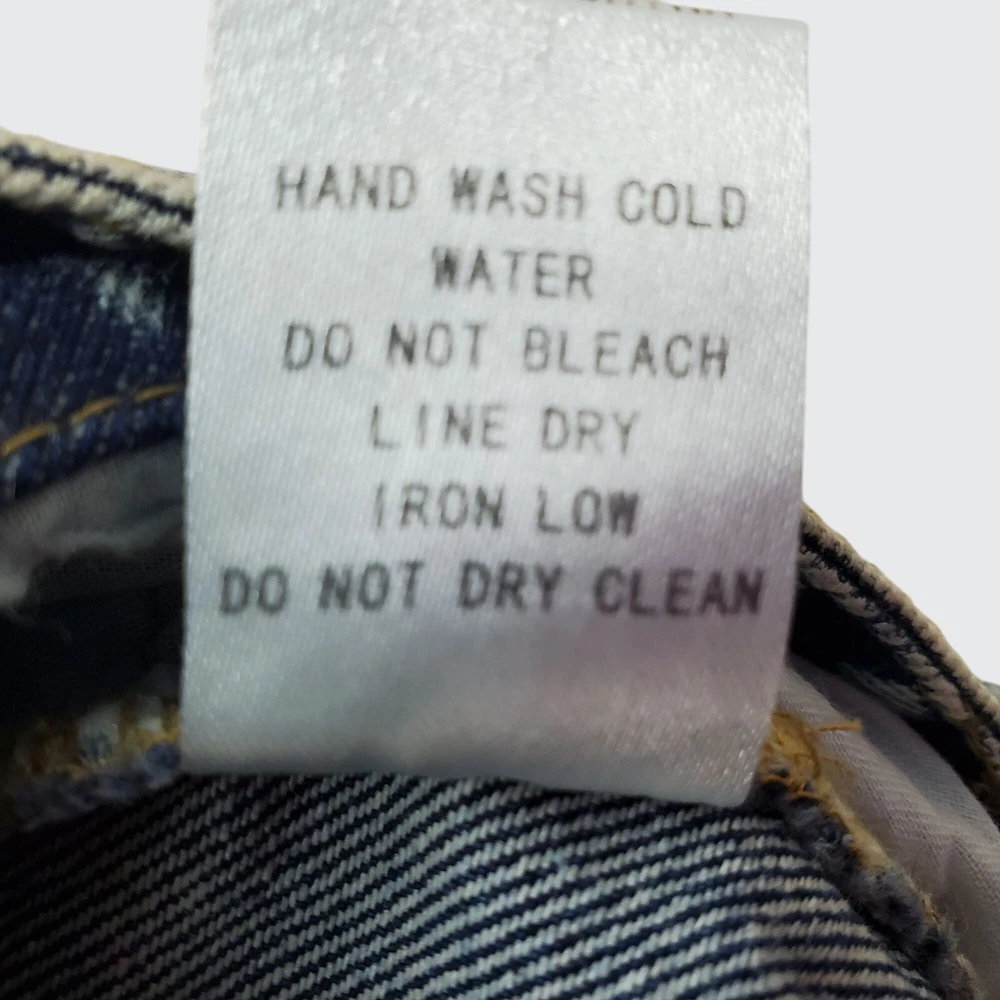 HAND WASH COLD
WATER
DO NOT BLEACH
LINE DRY
IRON LOW
DO NOT DRY CLEAN